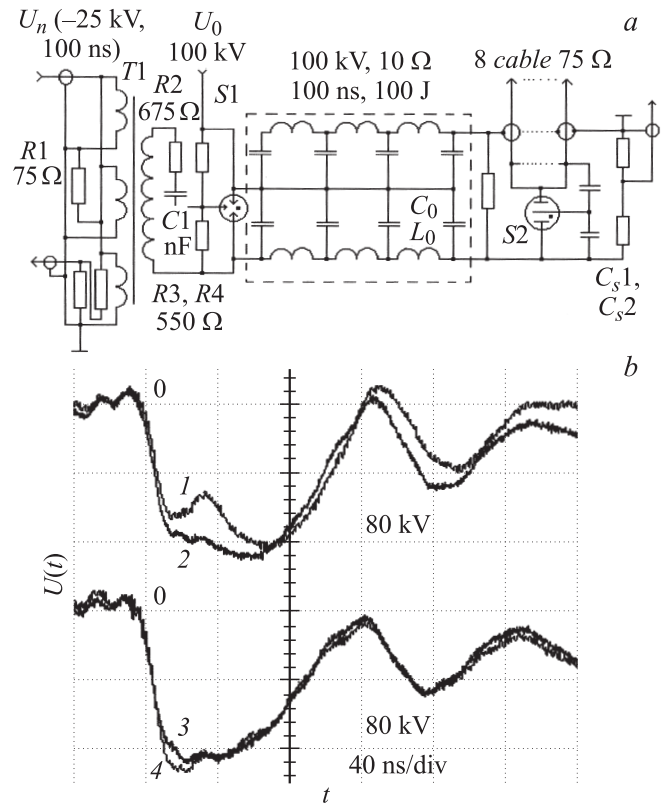 a
U_n (–25 kV,
100 ns)
U_0
100 kV
T1
R2
675 Ω
S1
100 kV, 10 Ω
100 ns, 100 J
8 cable 75 Ω
R1
75 Ω
C1
nF
C_0
L_0
S2
R3, R4
550 Ω
C_s1,
C_s2
b
0
1
2
80 kV
U(t)
0
3
4
80 kV
40 ns/div
t